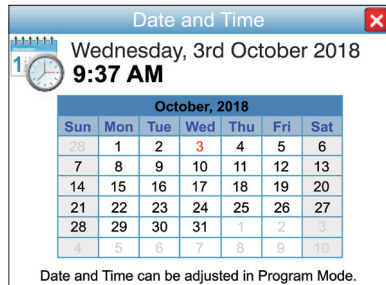 Date and Time
Wednesday, 3rd October 2018
1
9:37 AM
October, 2018
Sun Mon Tue Wed Thu Fri Sat
28 1 2 3 4 5 6
7 8 9 10 11 12 13
14 15 16 17 18 19 20
21 22 23 24 25 26 27
28 29 30 31 1 2 3
4 5 6 7 8 9 10
Date and Time can be adjusted in Program Mode.